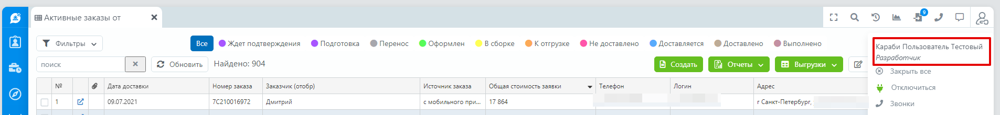 Активные заказы от
9
Фильтры
Все
Ждет подтверждения
Подготовка
Перенос
Оформлен
В сборке
К отгрузке
Не доставлено
Доставляется
Доставлено
Выполнено
Караби Пользователь Тестовый
Разработчик
поиск
Обновить
Найдено: 904
Создать
Отчеты
Выгрузки
Закрыть все
№
Дата доставки
Номер заказа
Заказчик (отобр)
Источник заказа
Общая стоимость заявки
Телефон
Логин
Адрес
Отключиться
1
09.07.2021
7C210016972
Дмитрий
с мобильного при...
17 864
г Санкт-Петербург,
Звонки